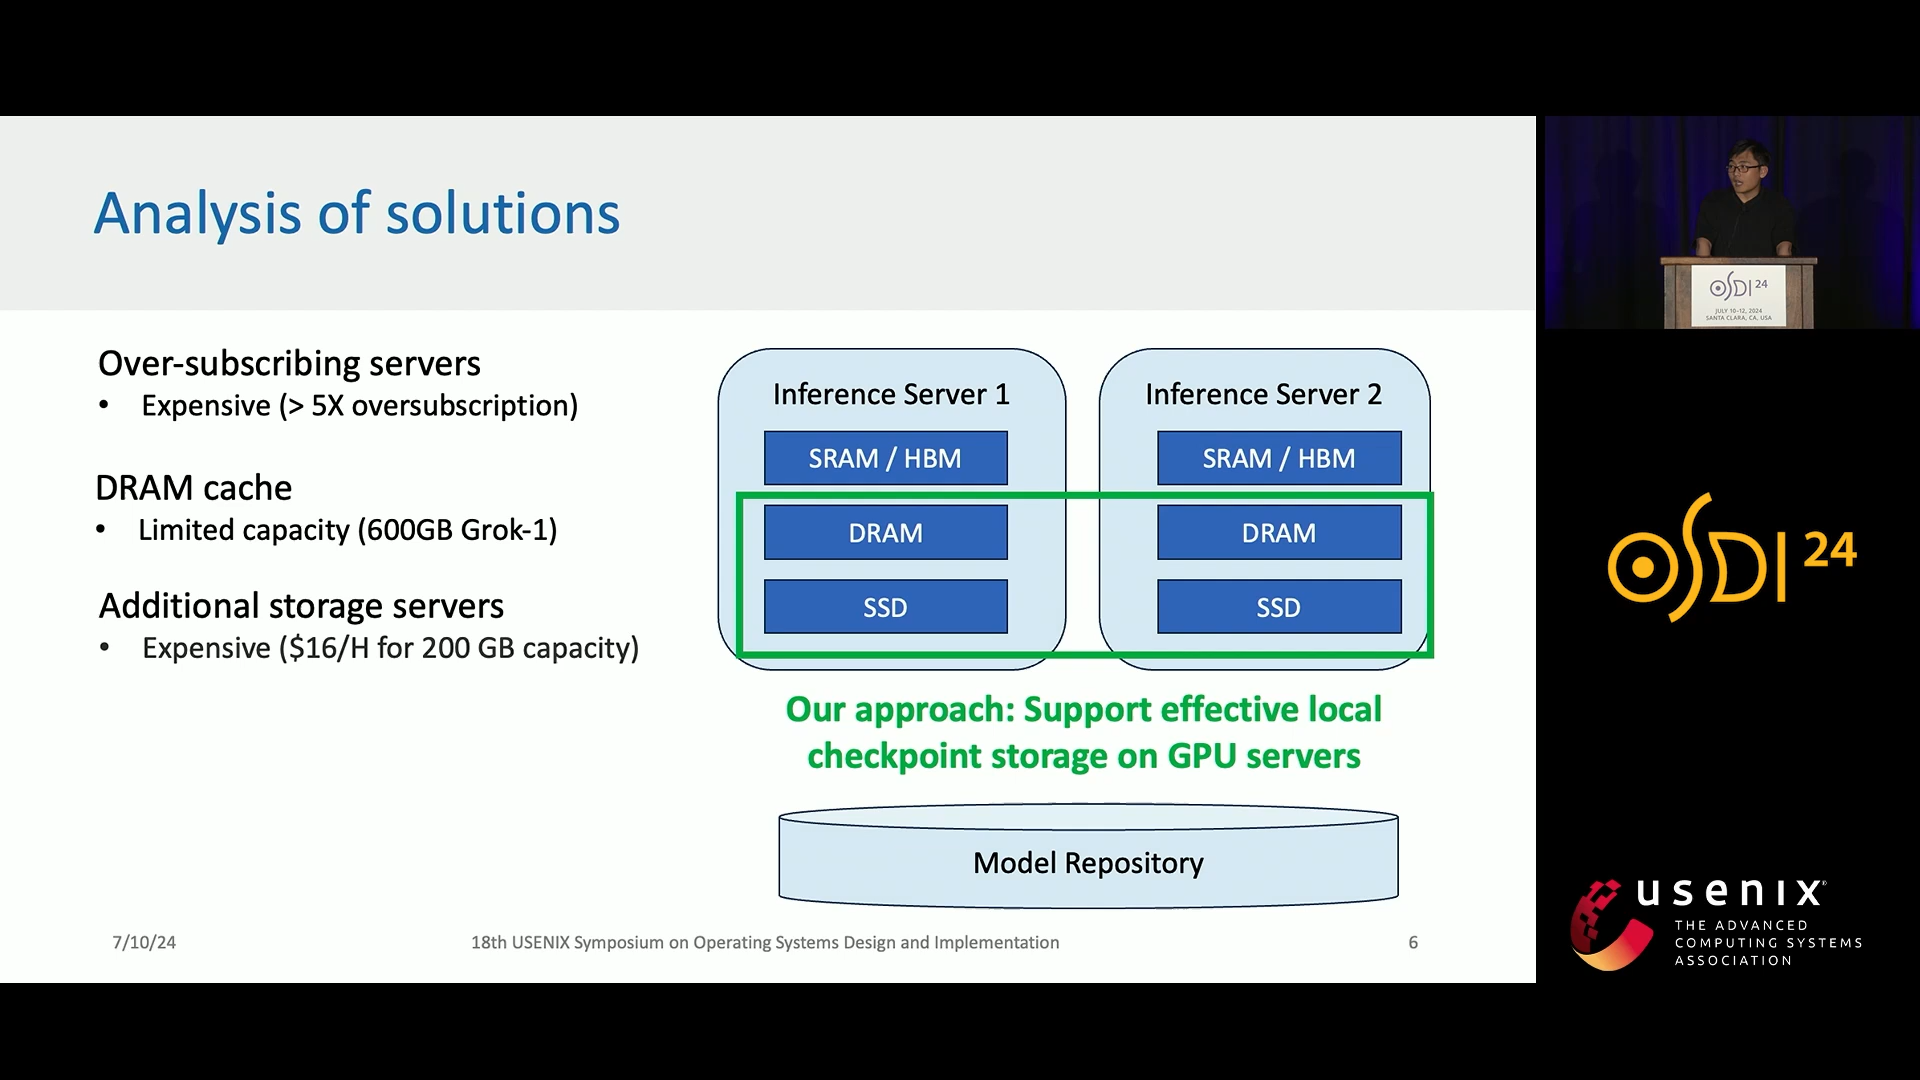 Analysis of solutions
Over-subscribing servers
• Expensive (> 5X oversubscription)
DRAM cache
• Limited capacity (600GB Grok-1)
Additional storage servers
• Expensive ($16/H for 200 GB capacity)
Inference Server 1
SRAM / HBM
DRAM
SSD
Inference Server 2
SRAM / HBM
DRAM
SSD
Our approach: Support effective local
checkpoint storage on GPU servers
Model Repository
7/10/24
18th USENIX Symposium on Operating Systems Design and Implementation
6
OSDI 24
JULY 10–12, 2024
SANTA CLARA, CA, USA
OSDI 24
usenix
THE ADVANCED
COMPUTING SYSTEMS
ASSOCIATION